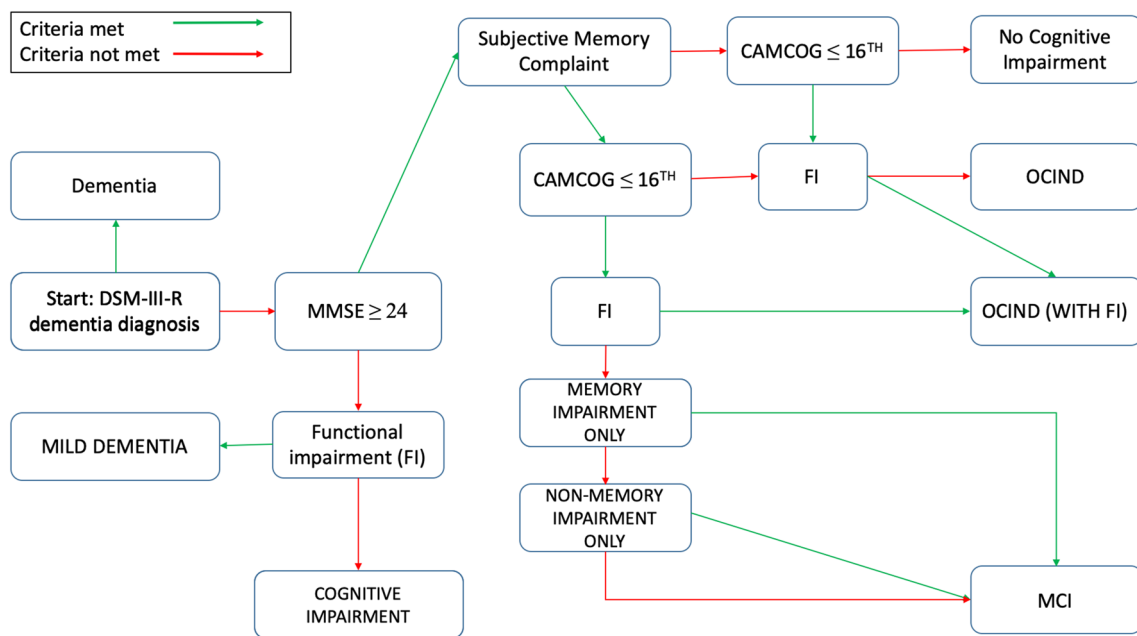 Criteria met
Criteria not met
Subjective Memory
Complaint
CAMCOG ≤ 16TH
No Cognitive
Impairment
Dementia
CAMCOG ≤ 16TH
FI
OCIND
Start: DSM-III-R
dementia diagnosis
MMSE ≥ 24
FI
OCIND (WITH FI)
MEMORY
IMPAIRMENT
ONLY
MILD DEMENTIA
Functional
impairment (FI)
NON-MEMORY
IMPAIRMENT
ONLY
COGNITIVE
IMPAIRMENT
MCI